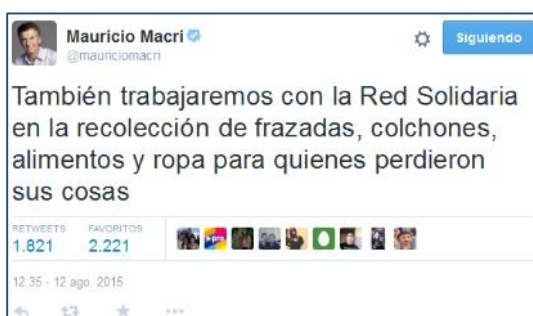 Mauricio Macri
@mauriciomacri
Siguiendo
También trabajaremos con la Red Solidaria
en la recolección de frazadas, colchones,
alimentos y ropa para quienes perdieron
sus cosas
RETWEETS FAVORITOS
1.821 2.221
pro
12:35 - 12 ago. 2015